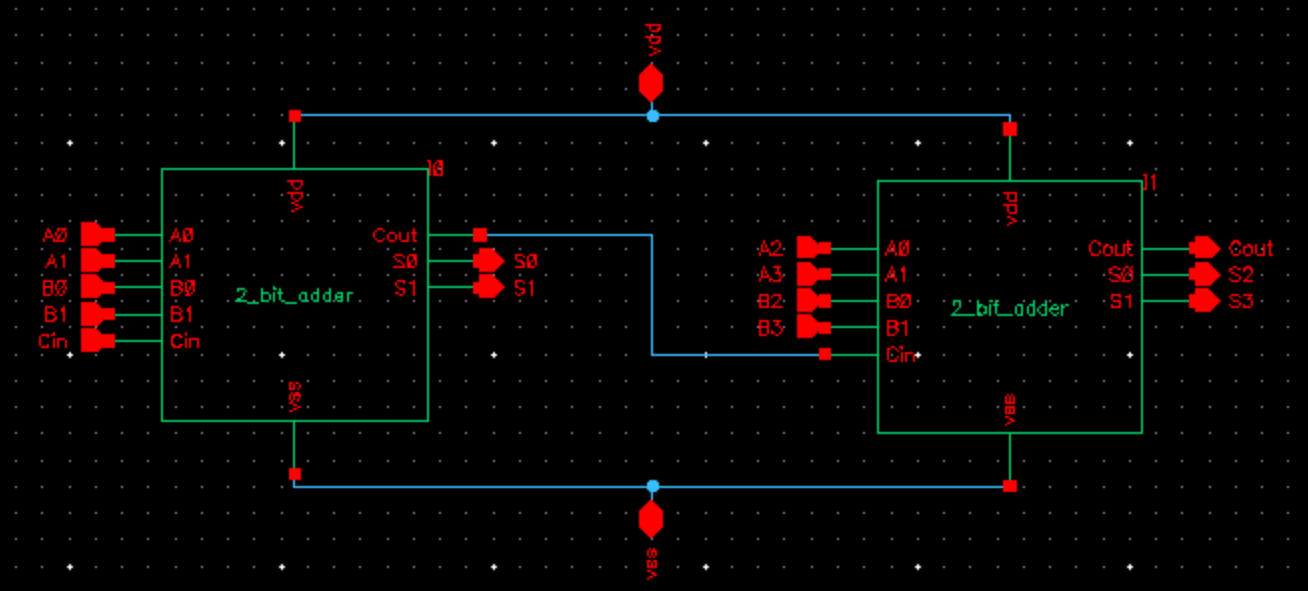 vdd
I0
vdd
A0 A0 Cout
A1 A1 S0 S0
B0 B0 S1 S1
2_bit_adder
B1 B1
Cin Cin
vss
I1
vdd
A2 A0 Cout Cout
A3 A1 S0 S2
B2 B0 S1 S3
2_bit_adder
B3 B1
Cin
vss
vss